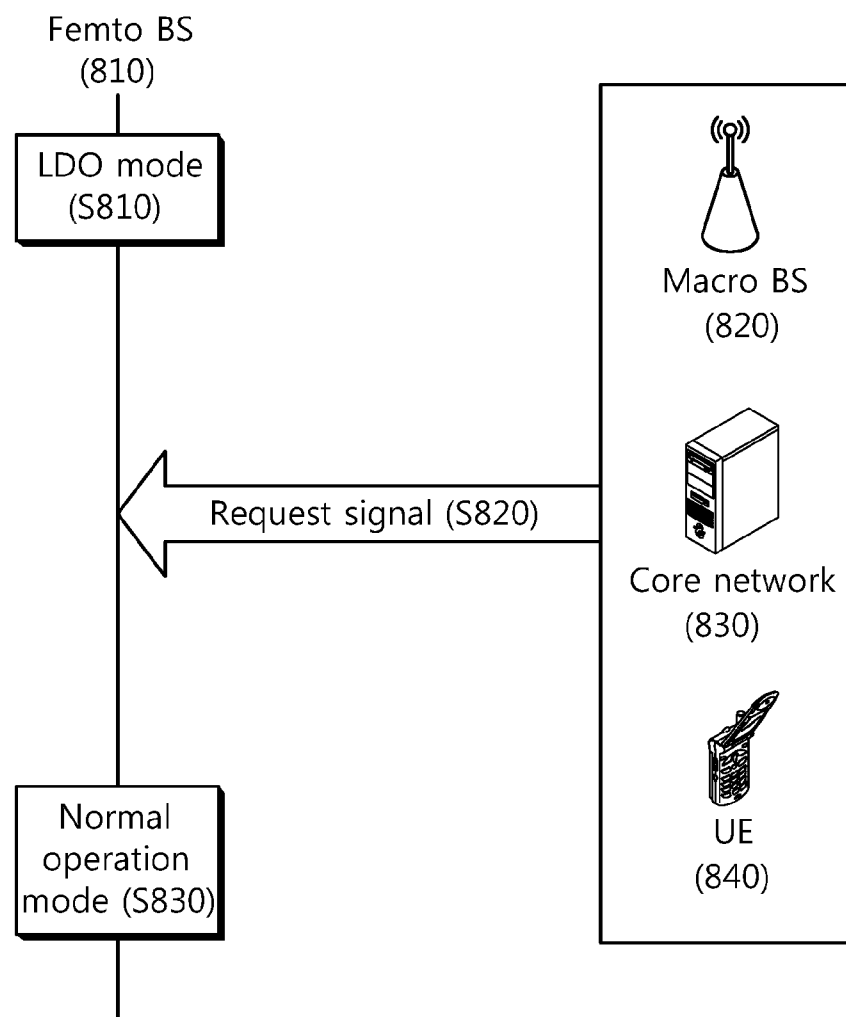 Femto BS
(810)
LDO mode
(S810)
Macro BS
(820)
Request signal (S820)
Core network
(830)
Normal
operation
mode (S830)
UE
(840)